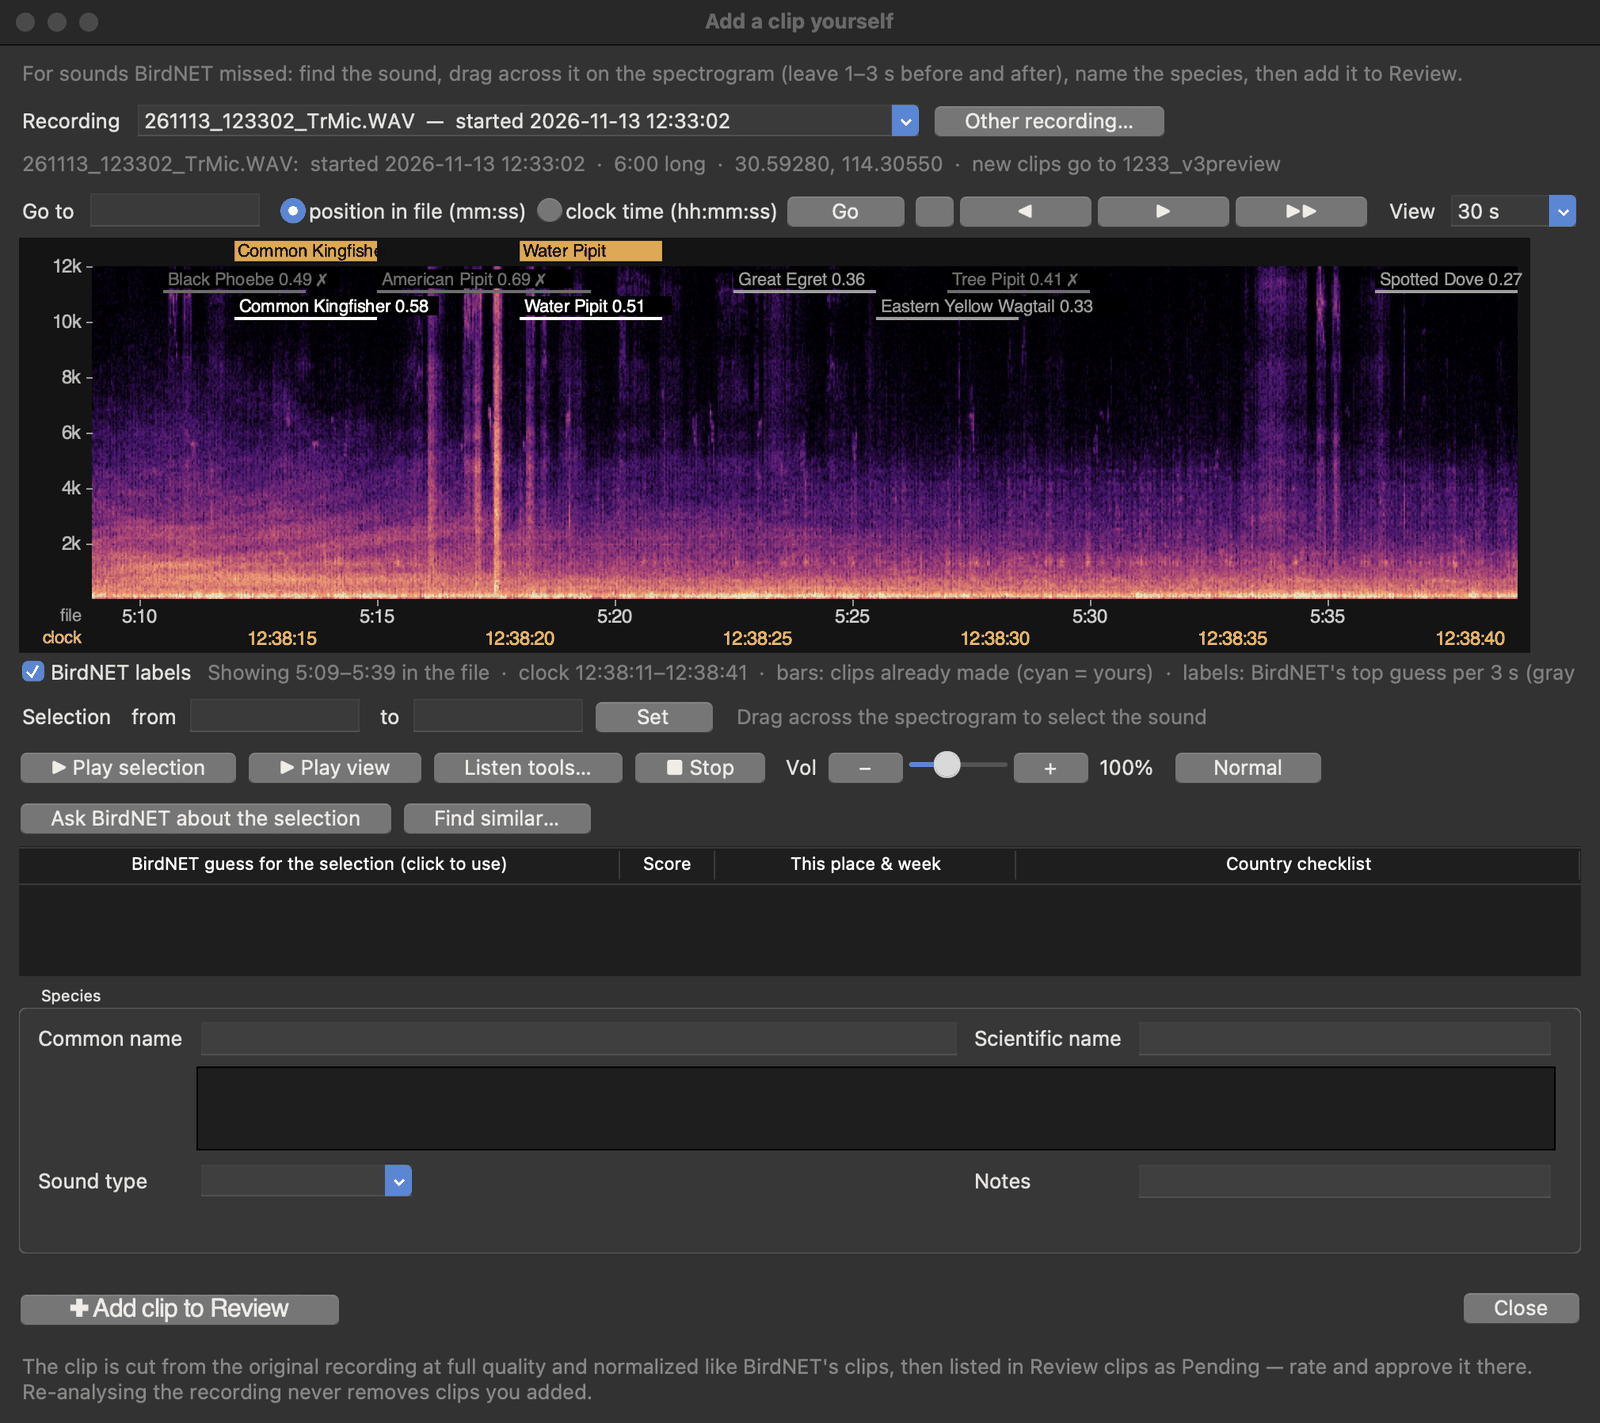 Add a clip yourself
For sounds BirdNET missed: find the sound, drag across it on the spectrogram (leave 1–3 s before and after), name the species, then add it to Review.
Recording 261113_123302_TrMic.WAV — started 2026-11-13 12:33:02 Other recording...
261113_123302_TrMic.WAV: started 2026-11-13 12:33:02 · 6:00 long · 30.59280, 114.30550 · new clips go to 1233_v3preview
Go to position in file (mm:ss) clock time (hh:mm:ss) Go ◀ ▶ ▶▶ View 30 s
Common Kingfishe Water Pipit
12k
Black Phoebe 0.49 ✗ American Pipit 0.69 ✗ Great Egret 0.36 Tree Pipit 0.41 ✗ Spotted Dove 0.27
Common Kingfisher 0.58 Water Pipit 0.51 Eastern Yellow Wagtail 0.33
10k
8k
6k
4k
2k
file 5:10 5:15 5:20 5:25 5:30 5:35
clock 12:38:15 12:38:20 12:38:25 12:38:30 12:38:35 12:38:40
BirdNET labels Showing 5:09–5:39 in the file · clock 12:38:11–12:38:41 · bars: clips already made (cyan = yours) · labels: BirdNET's top guess per 3 s (gray
Selection from to Set Drag across the spectrogram to select the sound
▶ Play selection ▶ Play view Listen tools... ■ Stop Vol – + 100% Normal
Ask BirdNET about the selection Find similar...
BirdNET guess for the selection (click to use) Score This place & week Country checklist
Species
Common name Scientific name
Sound type Notes
✚ Add clip to Review Close
The clip is cut from the original recording at full quality and normalized like BirdNET's clips, then listed in Review clips as Pending — rate and approve it there.
Re-analysing the recording never removes clips you added.